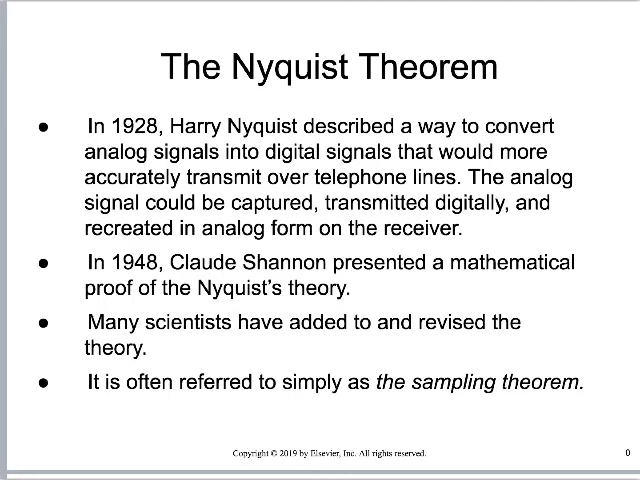 The Nyquist Theorem
● In 1928, Harry Nyquist described a way to convert
analog signals into digital signals that would more
accurately transmit over telephone lines. The analog
signal could be captured, transmitted digitally, and
recreated in analog form on the receiver.
● In 1948, Claude Shannon presented a mathematical
proof of the Nyquist’s theory.
● Many scientists have added to and revised the
theory.
● It is often referred to simply as the sampling theorem.
Copyright © 2019 by Elsevier, Inc. All rights reserved.
0